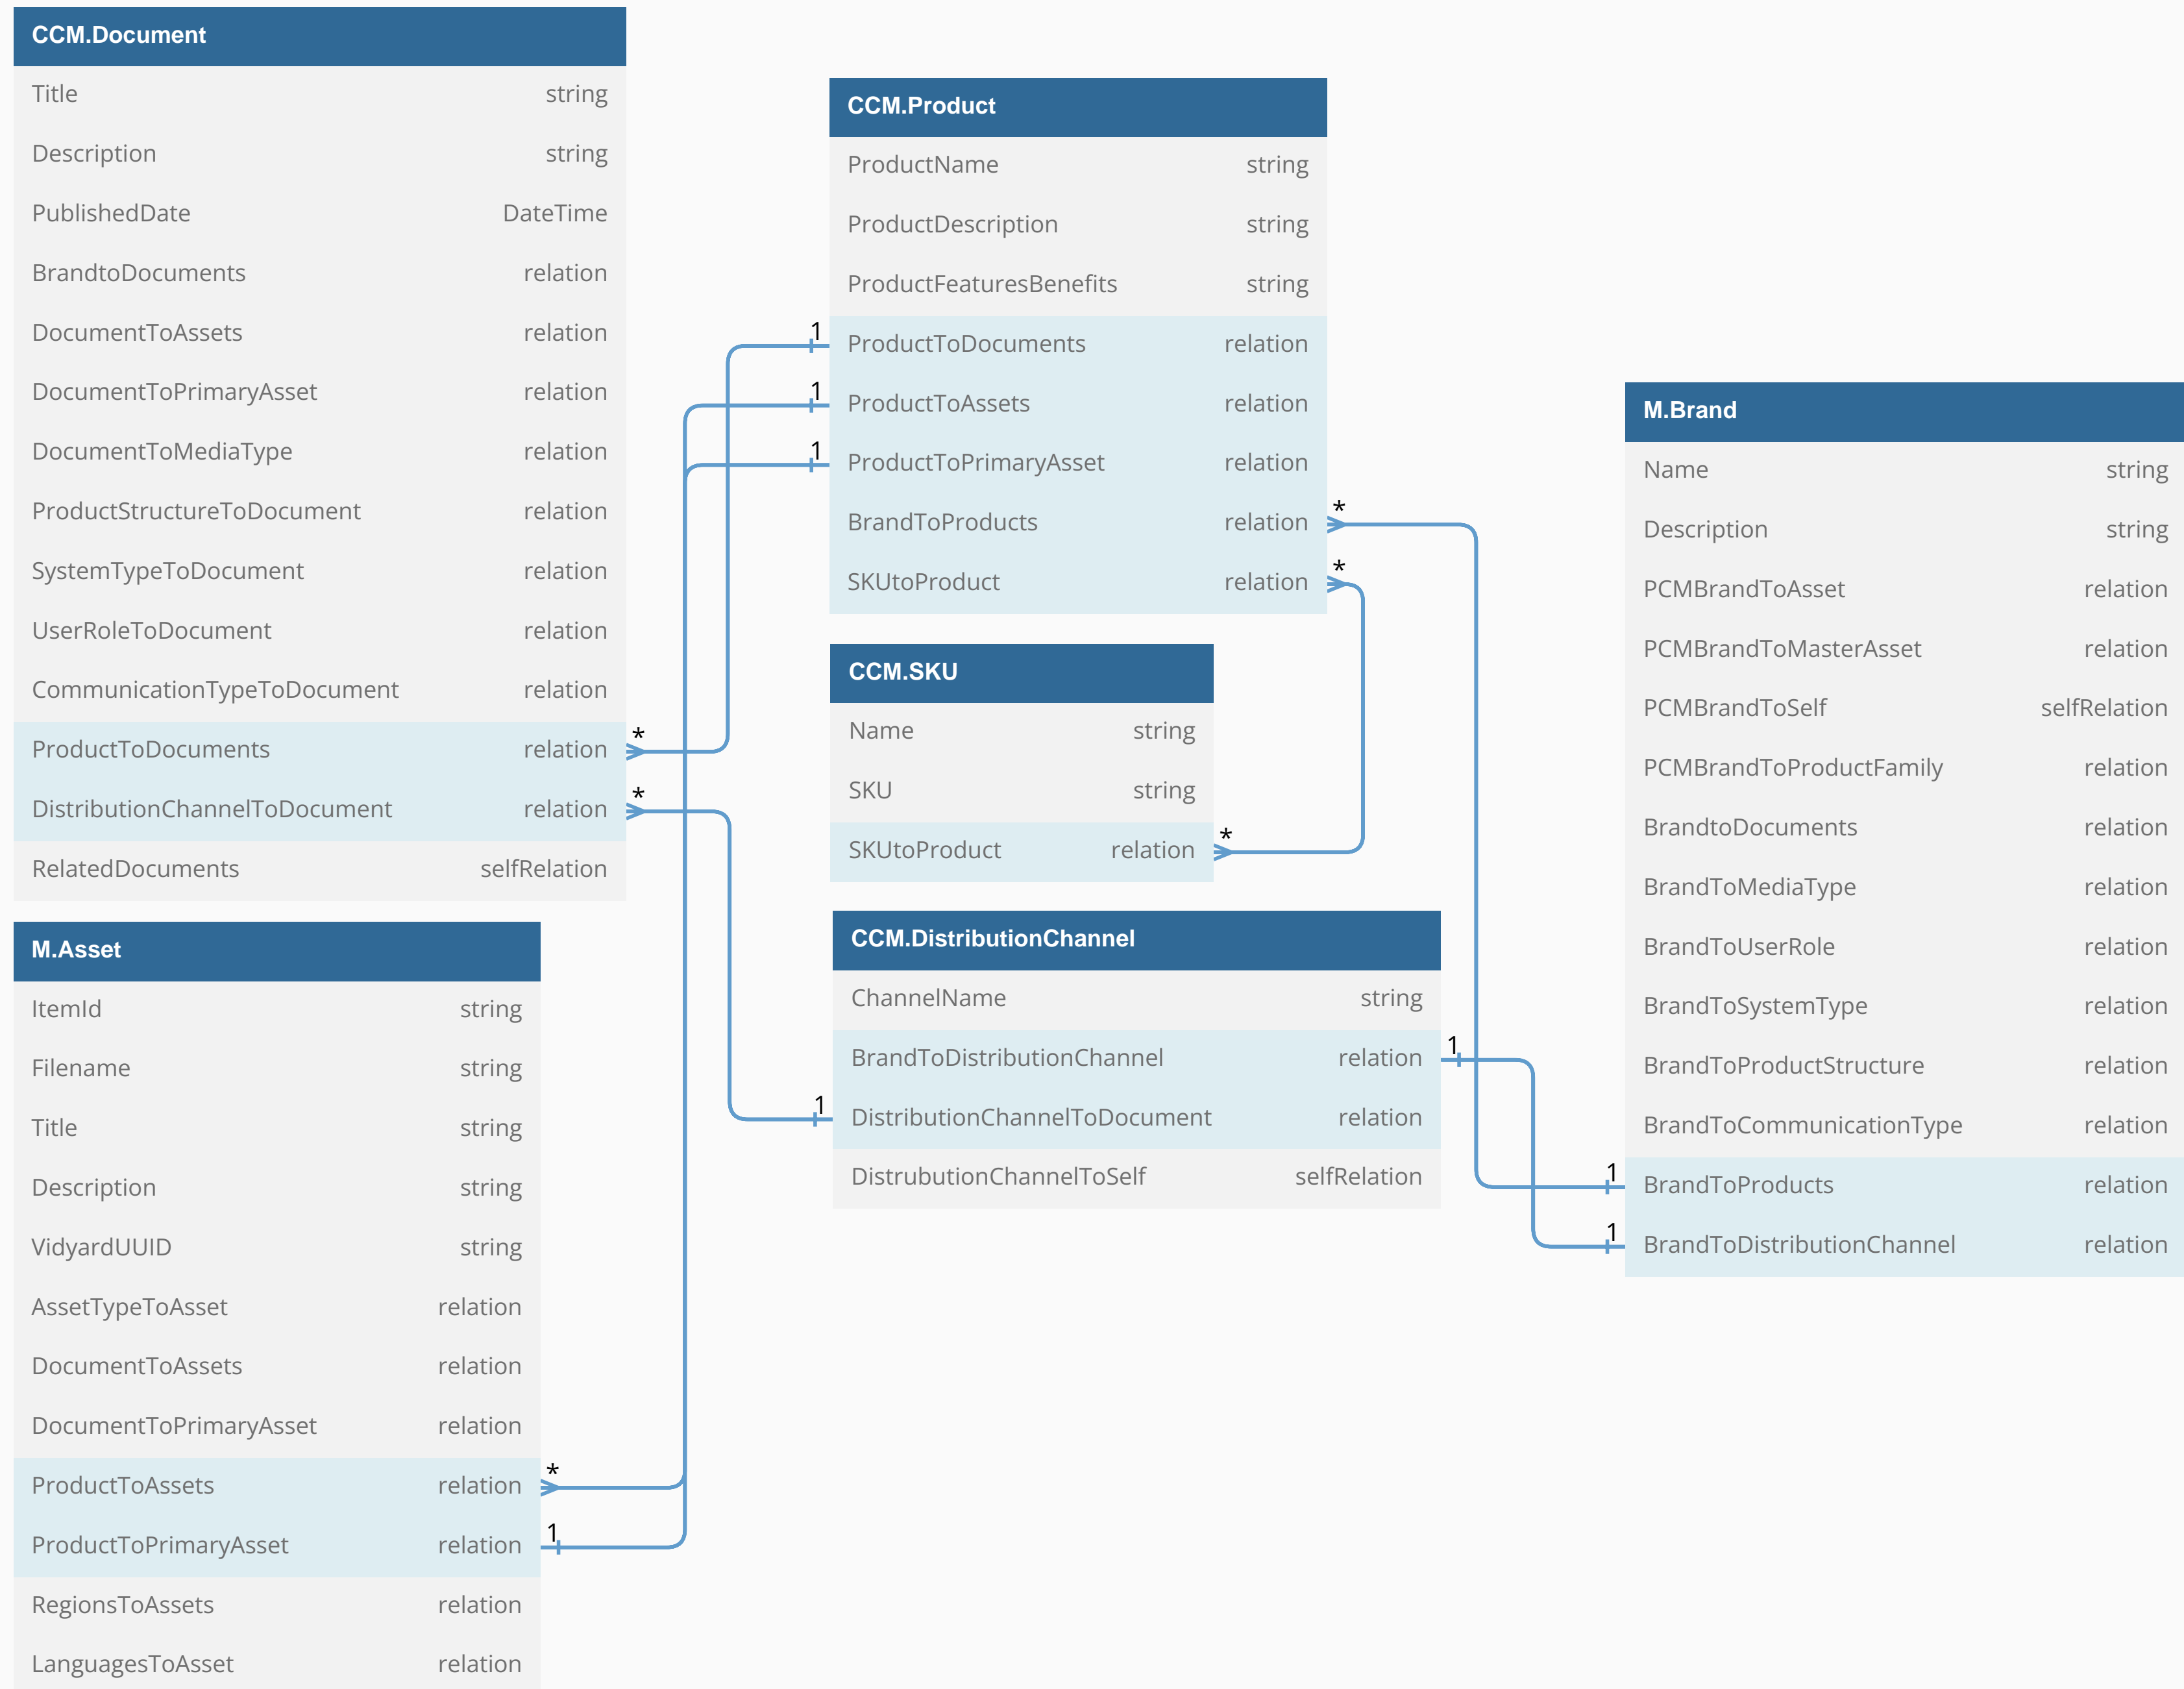 CCM.Document
Title string
Description string
PublishedDate DateTime
BrandtoDocuments relation
DocumentToAssets relation
DocumentToPrimaryAsset relation
DocumentToMediaType relation
ProductStructureToDocument relation
SystemTypeToDocument relation
UserRoleToDocument relation
CommunicationTypeToDocument relation
ProductToDocuments relation *
DistributionChannelToDocument relation *
RelatedDocuments selfRelation
M.Asset
ItemId string
Filename string
Title string
Description string
VidyardUUID string
AssetTypeToAsset relation
DocumentToAssets relation
DocumentToPrimaryAsset relation
ProductToAssets relation *
ProductToPrimaryAsset relation 1
RegionsToAssets relation
LanguagesToAsset relation
CCM.Product
ProductName string
ProductDescription string
ProductFeaturesBenefits string
1 ProductToDocuments relation
1 ProductToAssets relation
1 ProductToPrimaryAsset relation
BrandToProducts relation *
SKUtoProduct relation *
CCM.SKU
Name string
SKU string
SKUtoProduct relation *
CCM.DistributionChannel
ChannelName string
BrandToDistributionChannel relation 1
1 DistributionChannelToDocument relation
DistrubutionChannelToSelf selfRelation
M.Brand
Name string
Description string
PCMBrandToAsset relation
PCMBrandToMasterAsset relation
PCMBrandToSelf selfRelation
PCMBrandToProductFamily relation
BrandtoDocuments relation
BrandToMediaType relation
BrandToUserRole relation
BrandToSystemType relation
BrandToProductStructure relation
BrandToCommunicationType relation
1 BrandToProducts relation
1 BrandToDistributionChannel relation